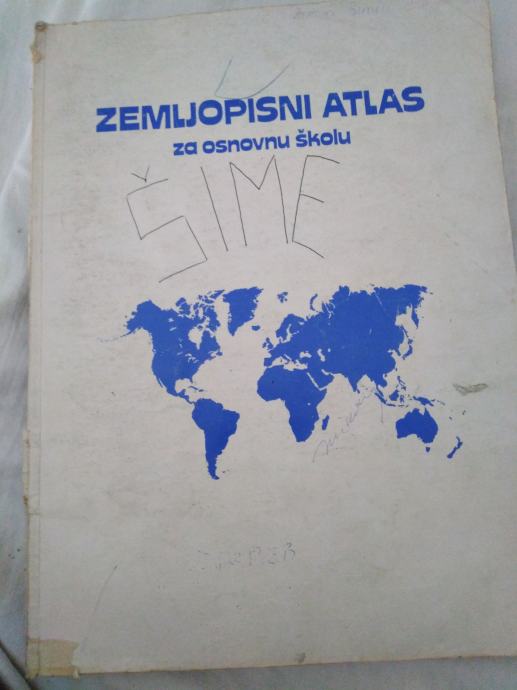 ZEMLJOPISNI ATLAS
za osnovnu školu
ŠIME